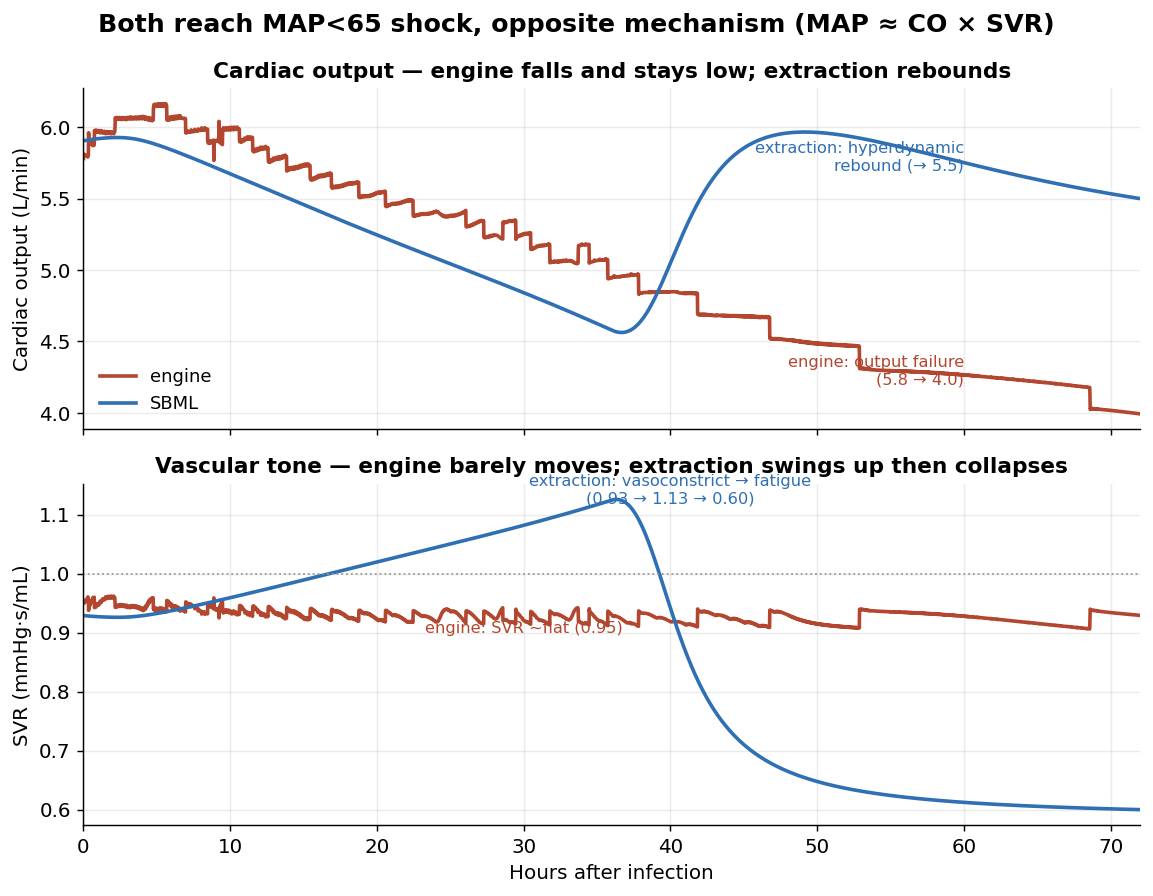 Both reach MAP<65 shock, opposite mechanism (MAP ≈ CO × SVR)
Cardiac output — engine falls and stays low; extraction rebounds
Cardiac output (L/min)
6.0
5.5
5.0
4.5
4.0
extraction: hyperdynamic
rebound (→ 5.5)
engine: output failure
(5.8 → 4.0)
engine
SBML
Vascular tone — engine barely moves; extraction swings up then collapses
extraction: vasoconstrict → fatigue
(0.93 → 1.13 → 0.60)
SVR (mmHg·s/mL)
1.1
1.0
0.9
0.8
0.7
0.6
engine: SVR ~flat (0.95)
0 10 20 30 40 50 60 70
Hours after infection